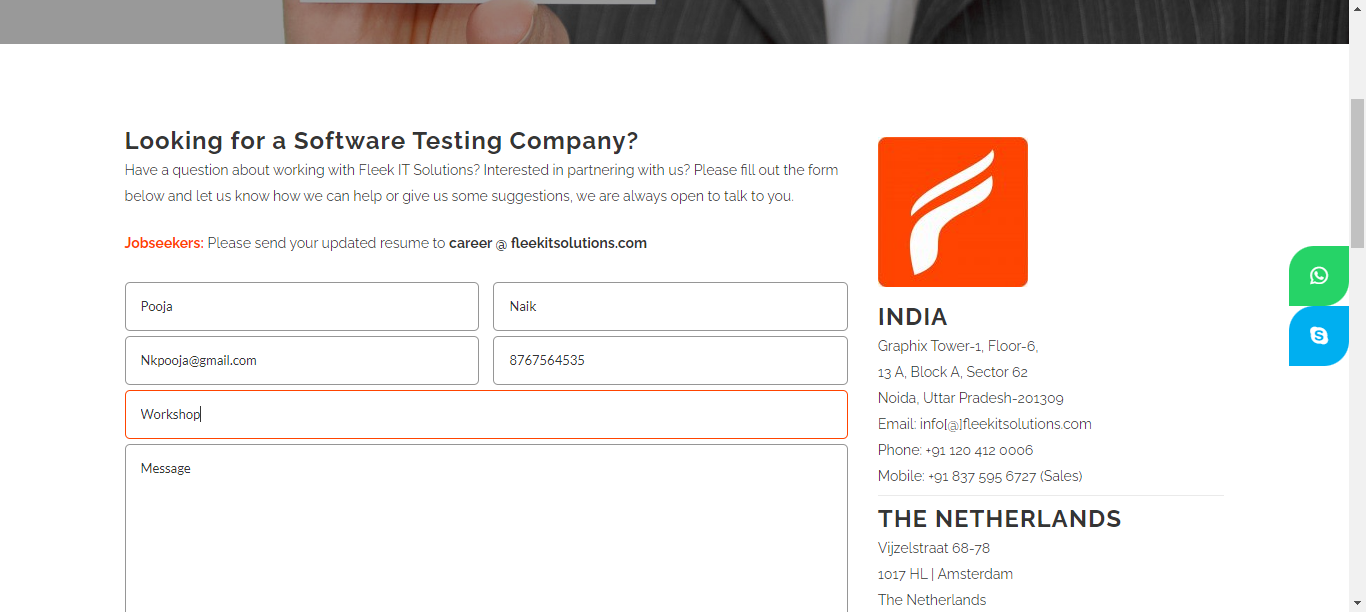 Looking for a Software Testing Company?
Have a question about working with Fleek IT Solutions? Interested in partnering with us? Please fill out the form
below and let us know how we can help or give us some suggestions, we are always open to talk to you.
Jobseekers: Please send your updated resume to career @ fleekitsolutions.com
Pooja
Naik
Nkpooja@gmail.com
8767564535
Workshop
Message
INDIA
Graphix Tower-1, Floor-6,
13 A, Block A, Sector 62
Noida, Uttar Pradesh-201309
Email: info[@]fleekitsolutions.com
Phone: +91 120 412 0006
Mobile: +91 837 595 6727 (Sales)
THE NETHERLANDS
Vijzelstraat 68-78
1017 HL | Amsterdam
The Netherlands